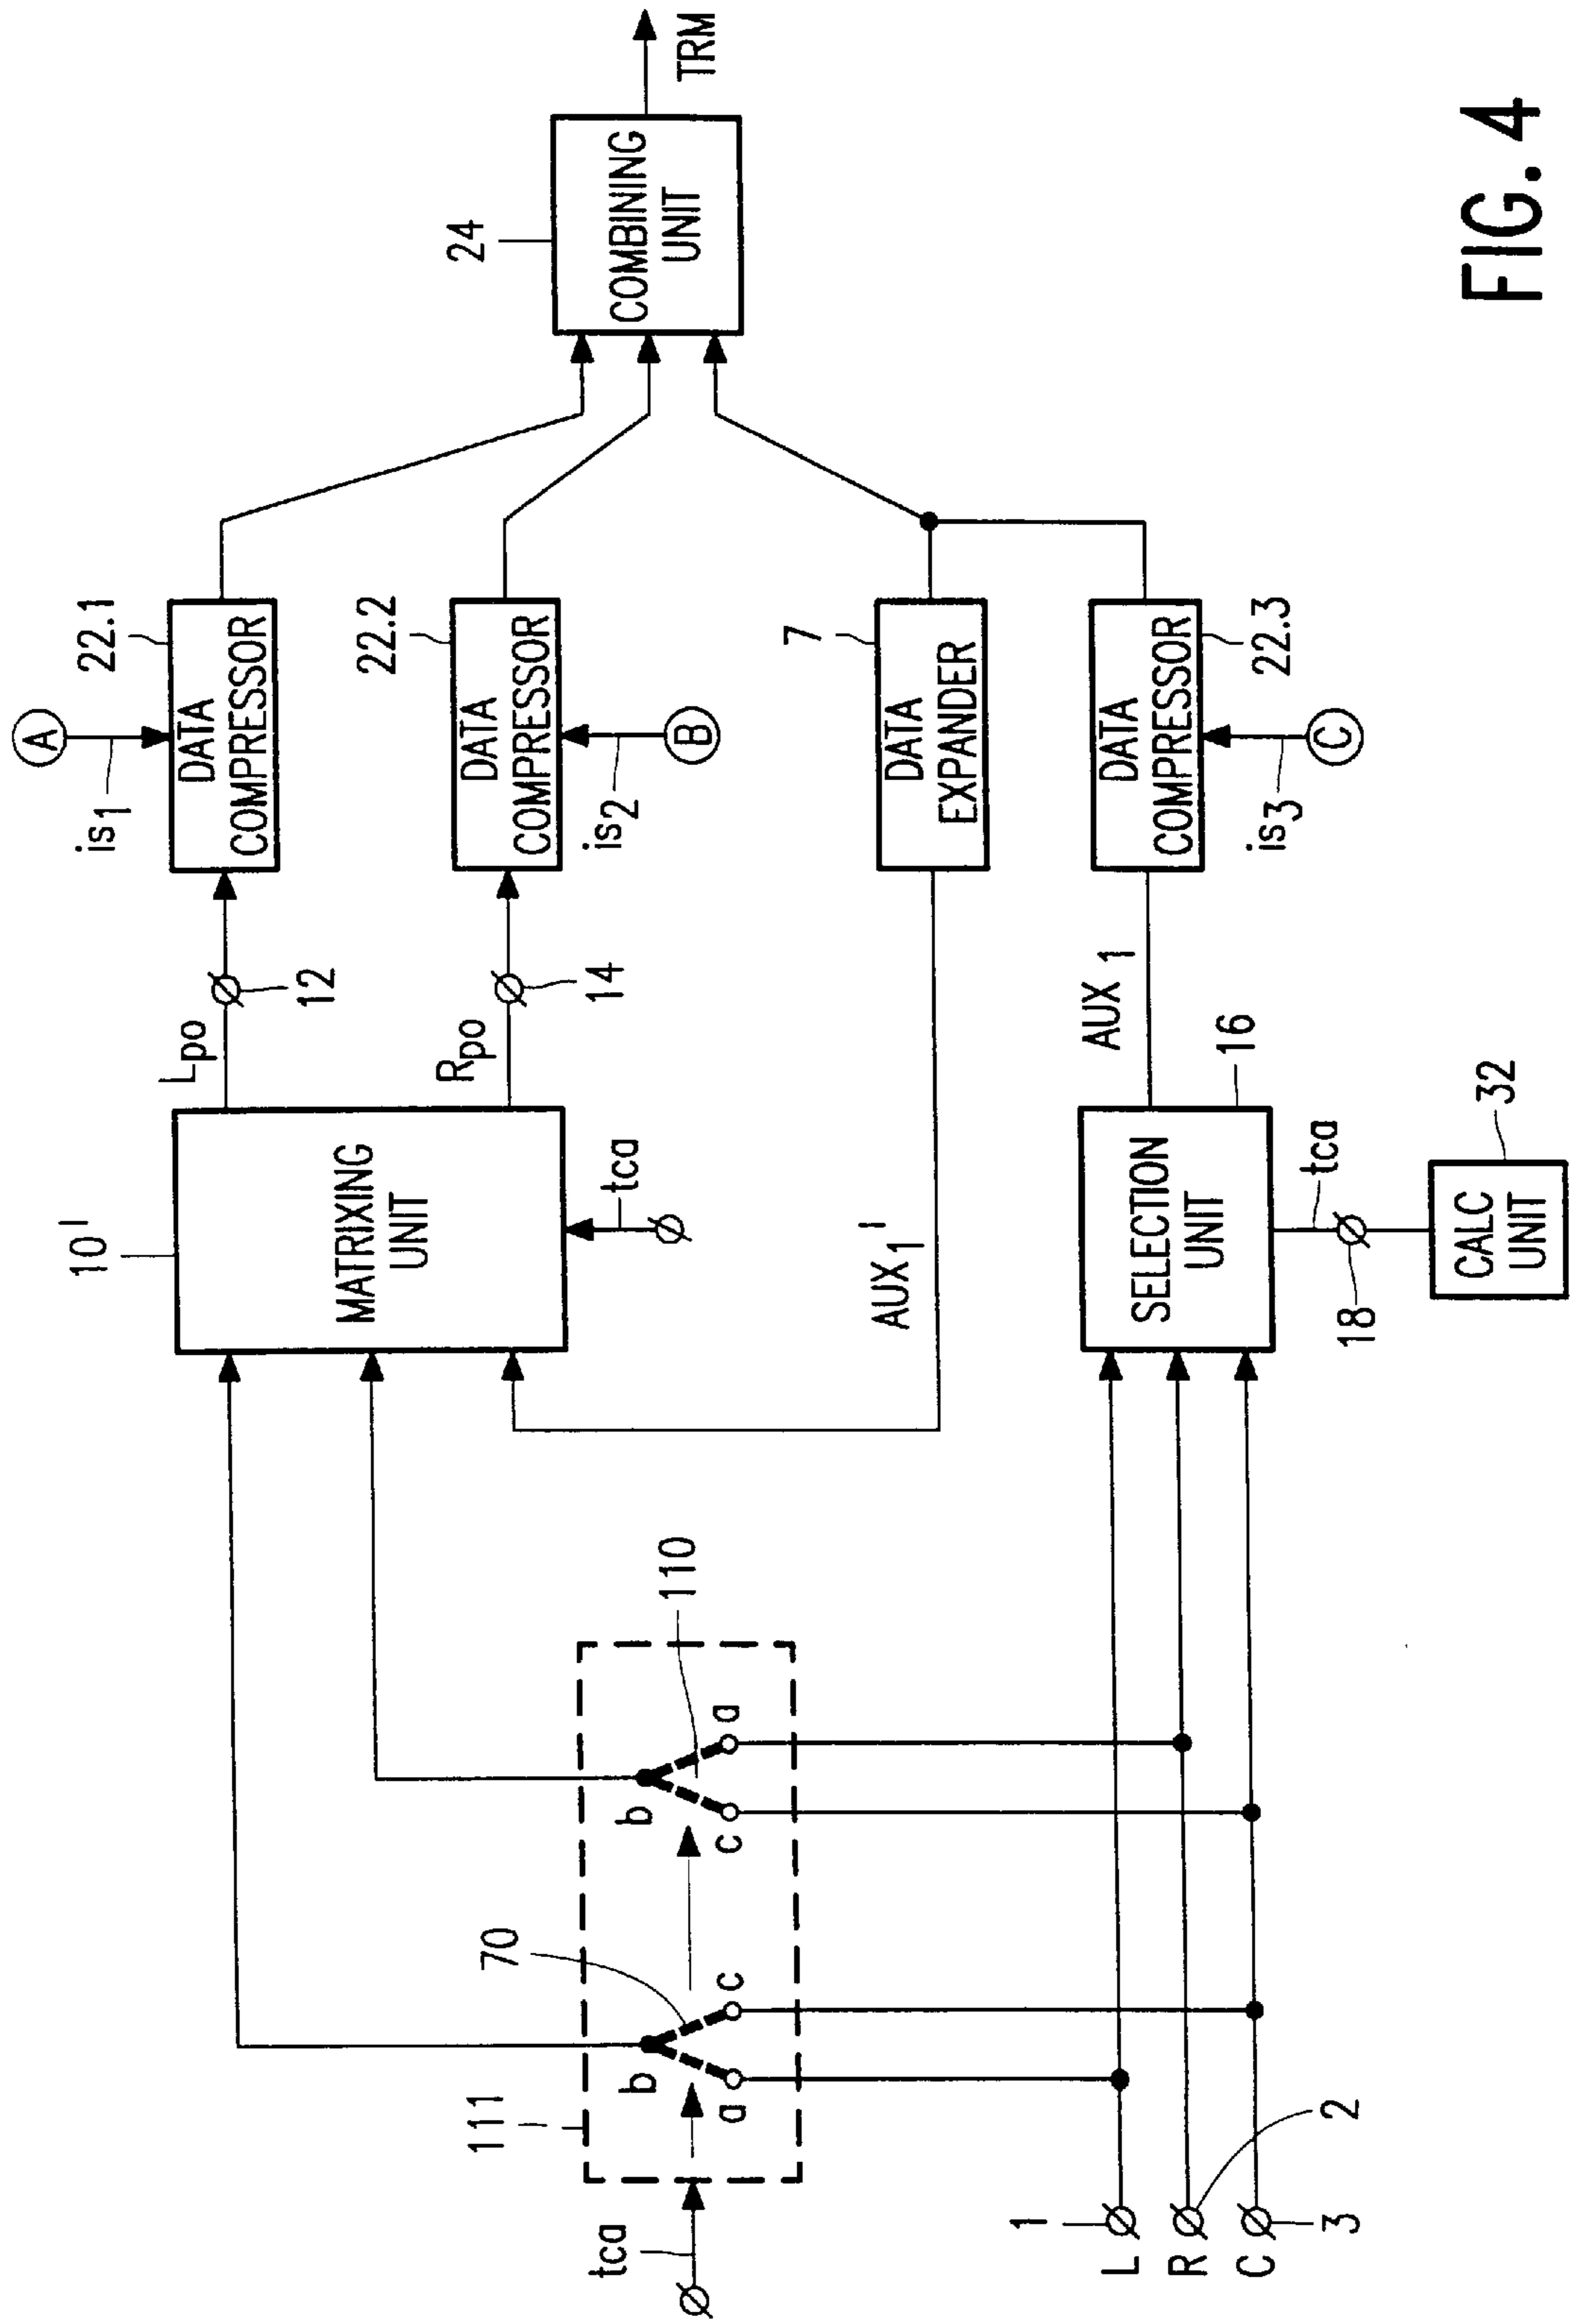 A
is1
22.1
DATA
COMPRESSOR
10'
MATRIXING
UNIT
Lpo
12
22.2
DATA
COMPRESSOR
is2
B
Rpo
14
tca
24
COMBINING
UNIT
TRM
7
DATA
EXPANDER
AUX1'
22.3
DATA
COMPRESSOR
is3
C
AUX1
SELECTION
UNIT
16
tca
18
CALC
UNIT
32
111
70
110
tca
a
b
c
c
b
a
1
L
R
2
C
3
FIG. 4